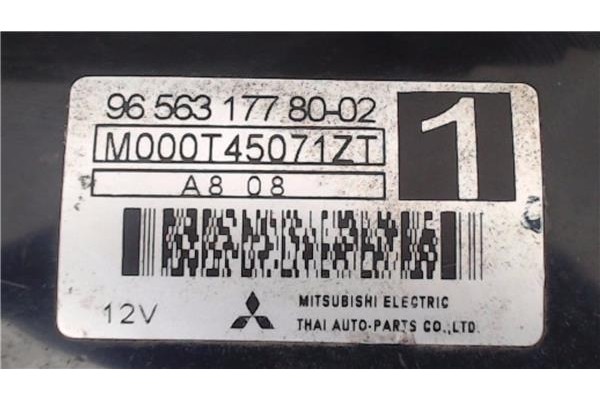 96 563 177 80-02
1
M000T45071ZT
A8 08
12V
MITSUBISHI ELECTRIC
THAI AUTO-PARTS CO.,LTD.